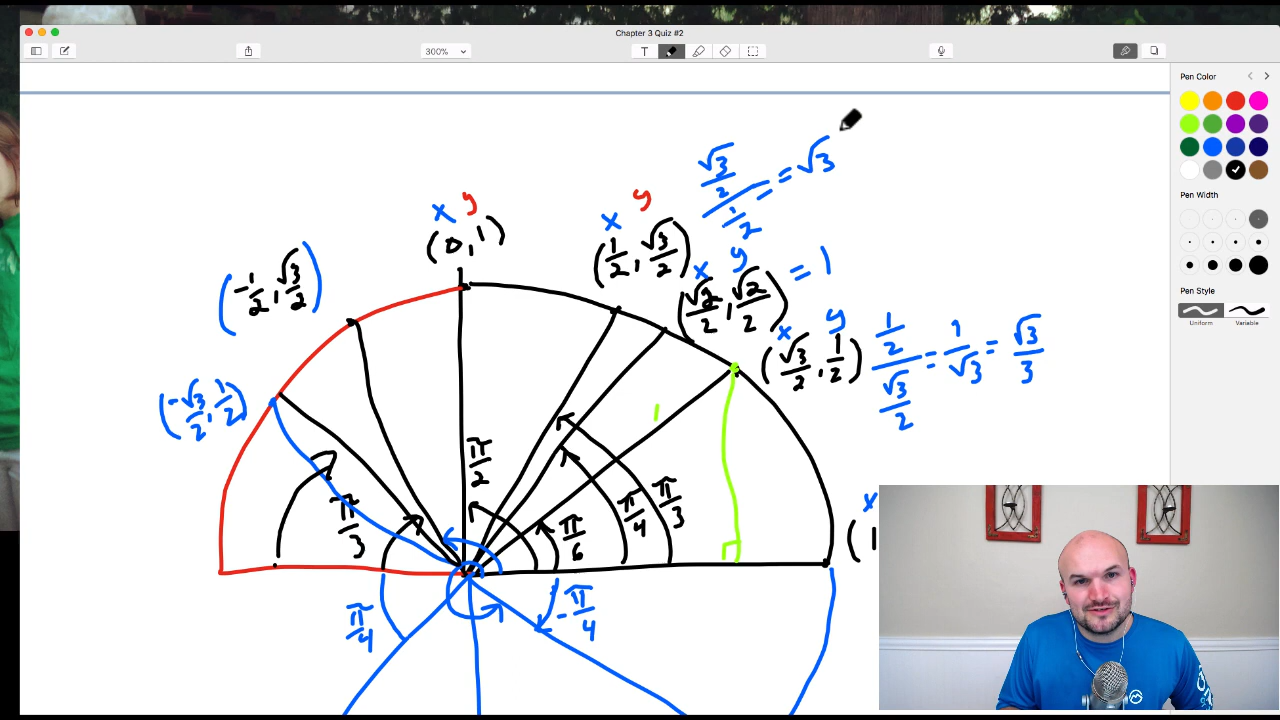 Chapter 3 Quiz #2
300%
T
Pen Color
Pen Width
Pen Style
Uniform Variable
(√3/2)/(1/2) = √3
x y
(0,1)
x y
(1/2, √3/2)
(-1/2, √3/2)
x y
(√2/2, √2/2) = 1
x y
(√3/2, 1/2) (1/2)/(√3/2) = 1/√3 = √3/3
(-√3/2, 1/2)
1
π/2
π/3
π/6
π/4
π/3
x
(1
π/4
-π/4